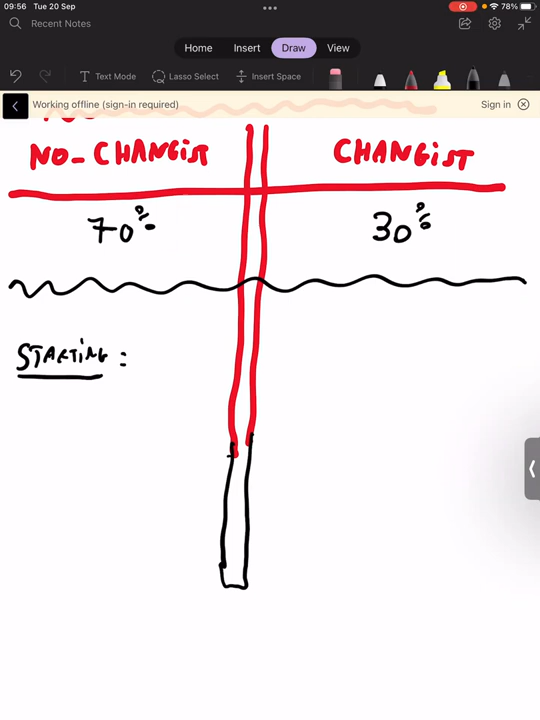 09:56 Tue 20 Sep
78%
Recent Notes
Home Insert Draw View
Text Mode Lasso Select Insert Space
Working offline (sign-in required) Sign in
NO-CHANGIST CHANGIST
70% 30%
STARTING :